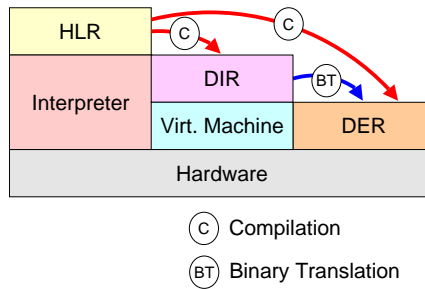 HLR
C
C
DIR
BT
Interpreter
Virt. Machine
DER
Hardware
C Compilation
BT Binary Translation